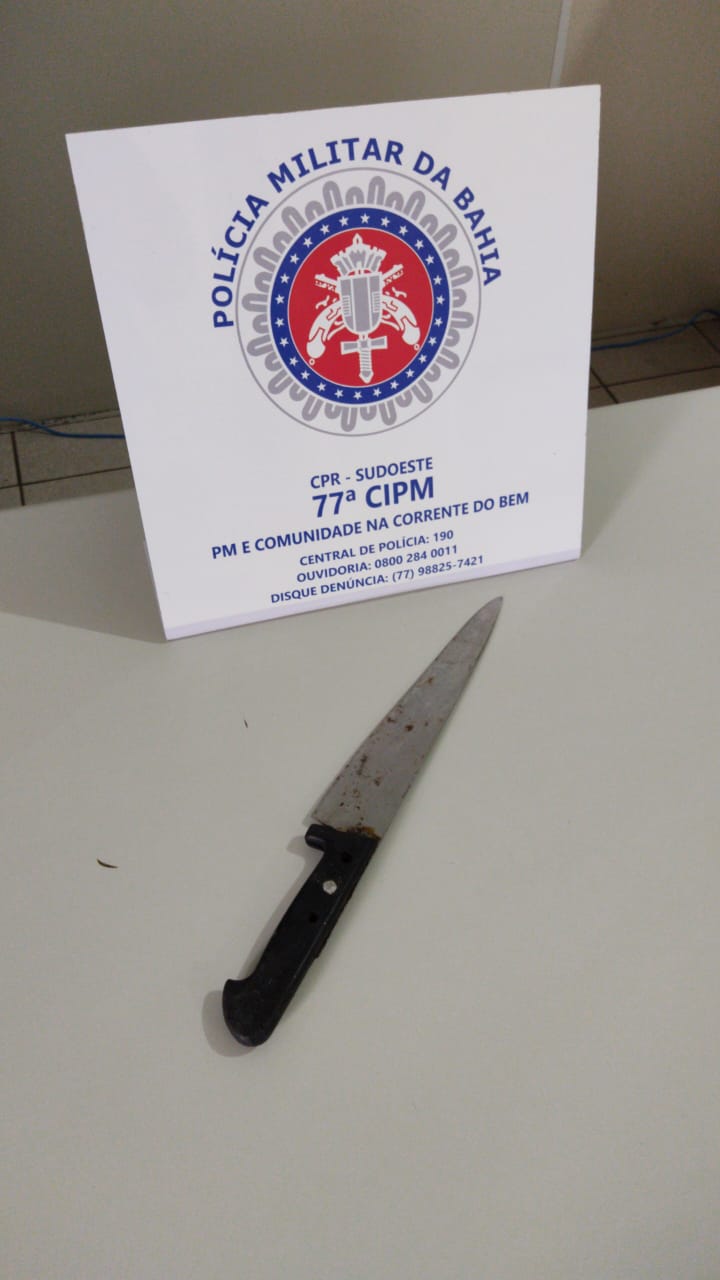 POLÍCIA MILITAR DA BAHIA
CPR - SUDOESTE
77ª CIPM
PM E COMUNIDADE NA CORRENTE DO BEM
CENTRAL DE POLÍCIA: 190
OUVIDORIA: 0800 284 0011
DISQUE DENÚNCIA: (77) 98825-7421